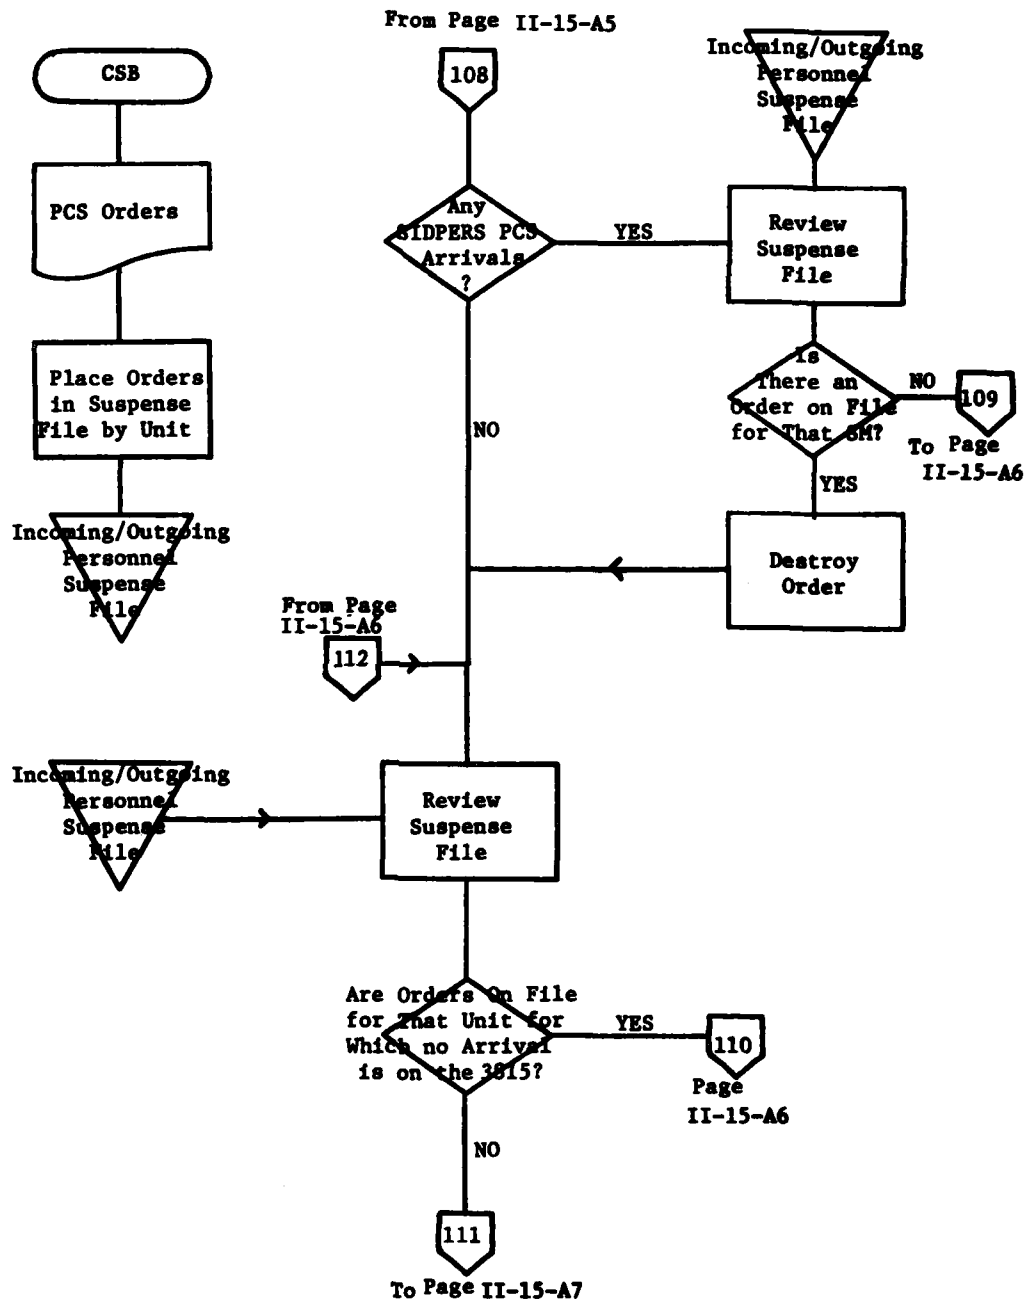 From Page II-15-A5
CSB
108
Incoming/Outgoing
Personnel
Suspense
File
PCS Orders
Any
SIDPERS PCS
Arrivals
?
YES
Review
Suspense
File
NO
Place Orders
in Suspense
File by Unit
Is
There an
Order on File
for That SM?
NO
109
To Page
II-15-A6
YES
Incoming/Outgoing
Personnel
Suspense
File
Destroy
Order
From Page
II-15-A6
112
Incoming/Outgoing
Personnel
Suspense
File
Review
Suspense
File
Are Orders On File
for That Unit for
Which no Arrival
is on the 3815?
YES
110
Page
II-15-A6
NO
111
To Page II-15-A7